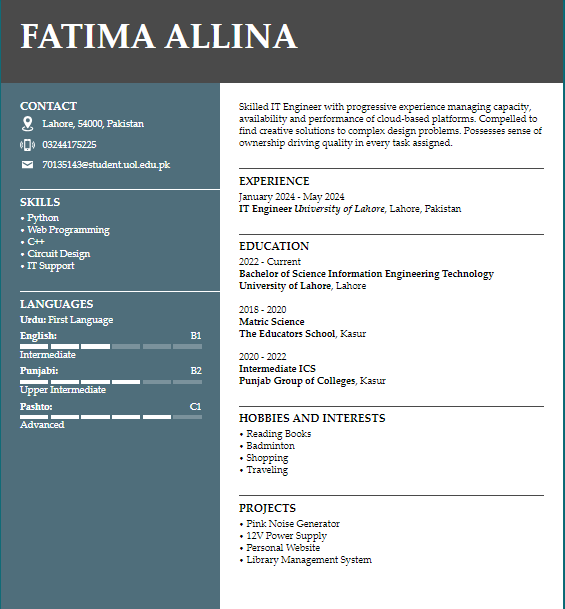 FATIMA ALLINA
CONTACT
Lahore, 54000, Pakistan
03244175225
70135143@student.uol.edu.pk
SKILLS
• Python
• Web Programming
• C++
• Circuit Design
• IT Support
LANGUAGES
Urdu: First Language
English: B1
Intermediate
Punjabi: B2
Upper Intermediate
Pashto: C1
Advanced
Skilled IT Engineer with progressive experience managing capacity,
availability and performance of cloud-based platforms. Compelled to
find creative solutions to complex design problems. Possesses sense of
ownership driving quality in every task assigned.
EXPERIENCE
January 2024 - May 2024
IT Engineer University of Lahore, Lahore, Pakistan
EDUCATION
2022 - Current
Bachelor of Science Information Engineering Technology
University of Lahore, Lahore
2018 - 2020
Matric Science
The Educators School, Kasur
2020 - 2022
Intermediate ICS
Punjab Group of Colleges, Kasur
HOBBIES AND INTERESTS
• Reading Books
• Badminton
• Shopping
• Traveling
PROJECTS
• Pink Noise Generator
• 12V Power Supply
• Personal Website
• Library Management System